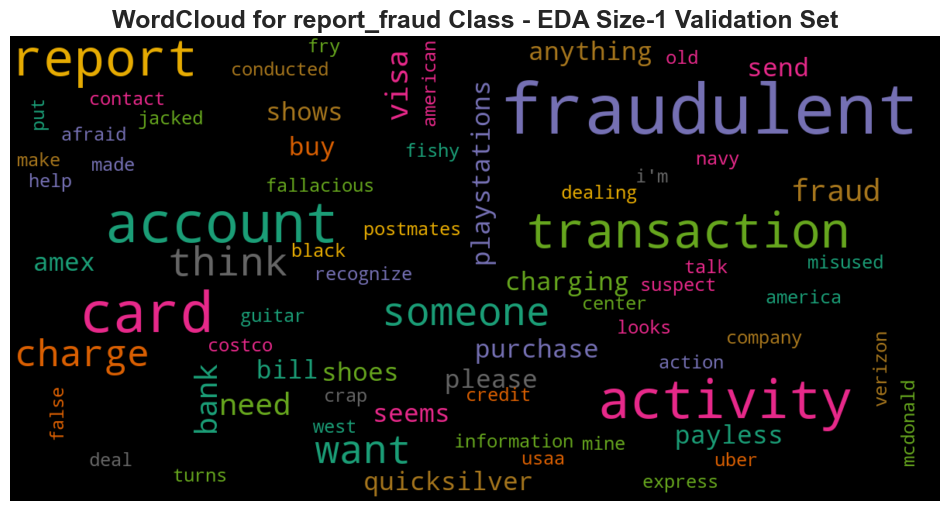 WordCloud for report_fraud Class - EDA Size-1 Validation Set
report
fry
conducted
visa
american
anything
old
send
put
contact
jacked
shows
playstations
fraudulent
afraid
make
made
help
buy
fishy
navy
i'm
fallacious
dealing
fraud
account
postmates
transaction
think
black
amex
recognize
charging
talk
misused
suspect
card
guitar
someone
center
america
looks
charge
costco
purchase
company
verizon
bank
bill
shoes
please
action
false
need
crap
credit
activity
mcdonald
seems
west
want
information
mine
payless
deal
usaa
uber
turns
quicksilver
express